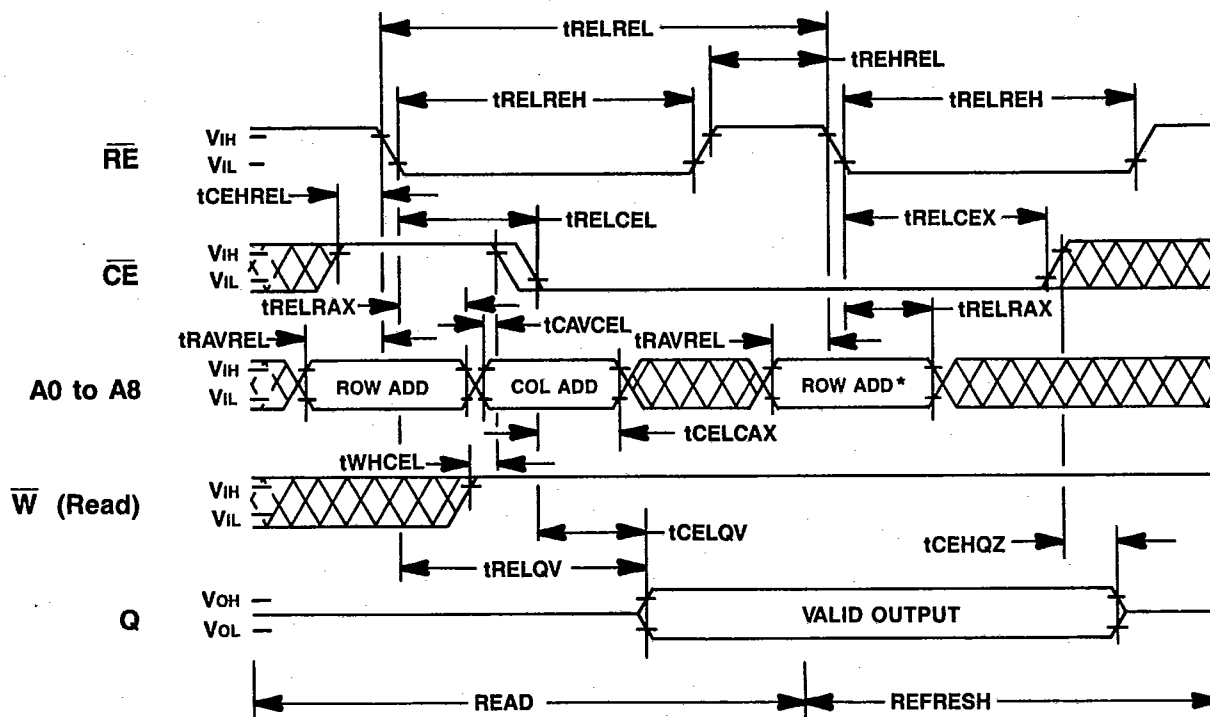 tRELREL
tREHREL
tRELREH
tRELREH
RE
VIH
VIL
tCEHREL
tRELCEL
tRELCEX
CE
VIH
VIL
tRELRAX
tCAVCEL
tRELRAX
tRAVREL
tRAVREL
A0 to A8
VIH
VIL
ROW ADD
COL ADD
ROW ADD*
tCELCAX
tWHCEL
W (Read)
VIH
VIL
tCELQV
tCEHQZ
tRELQV
Q
VOH
VOL
VALID OUTPUT
READ
REFRESH